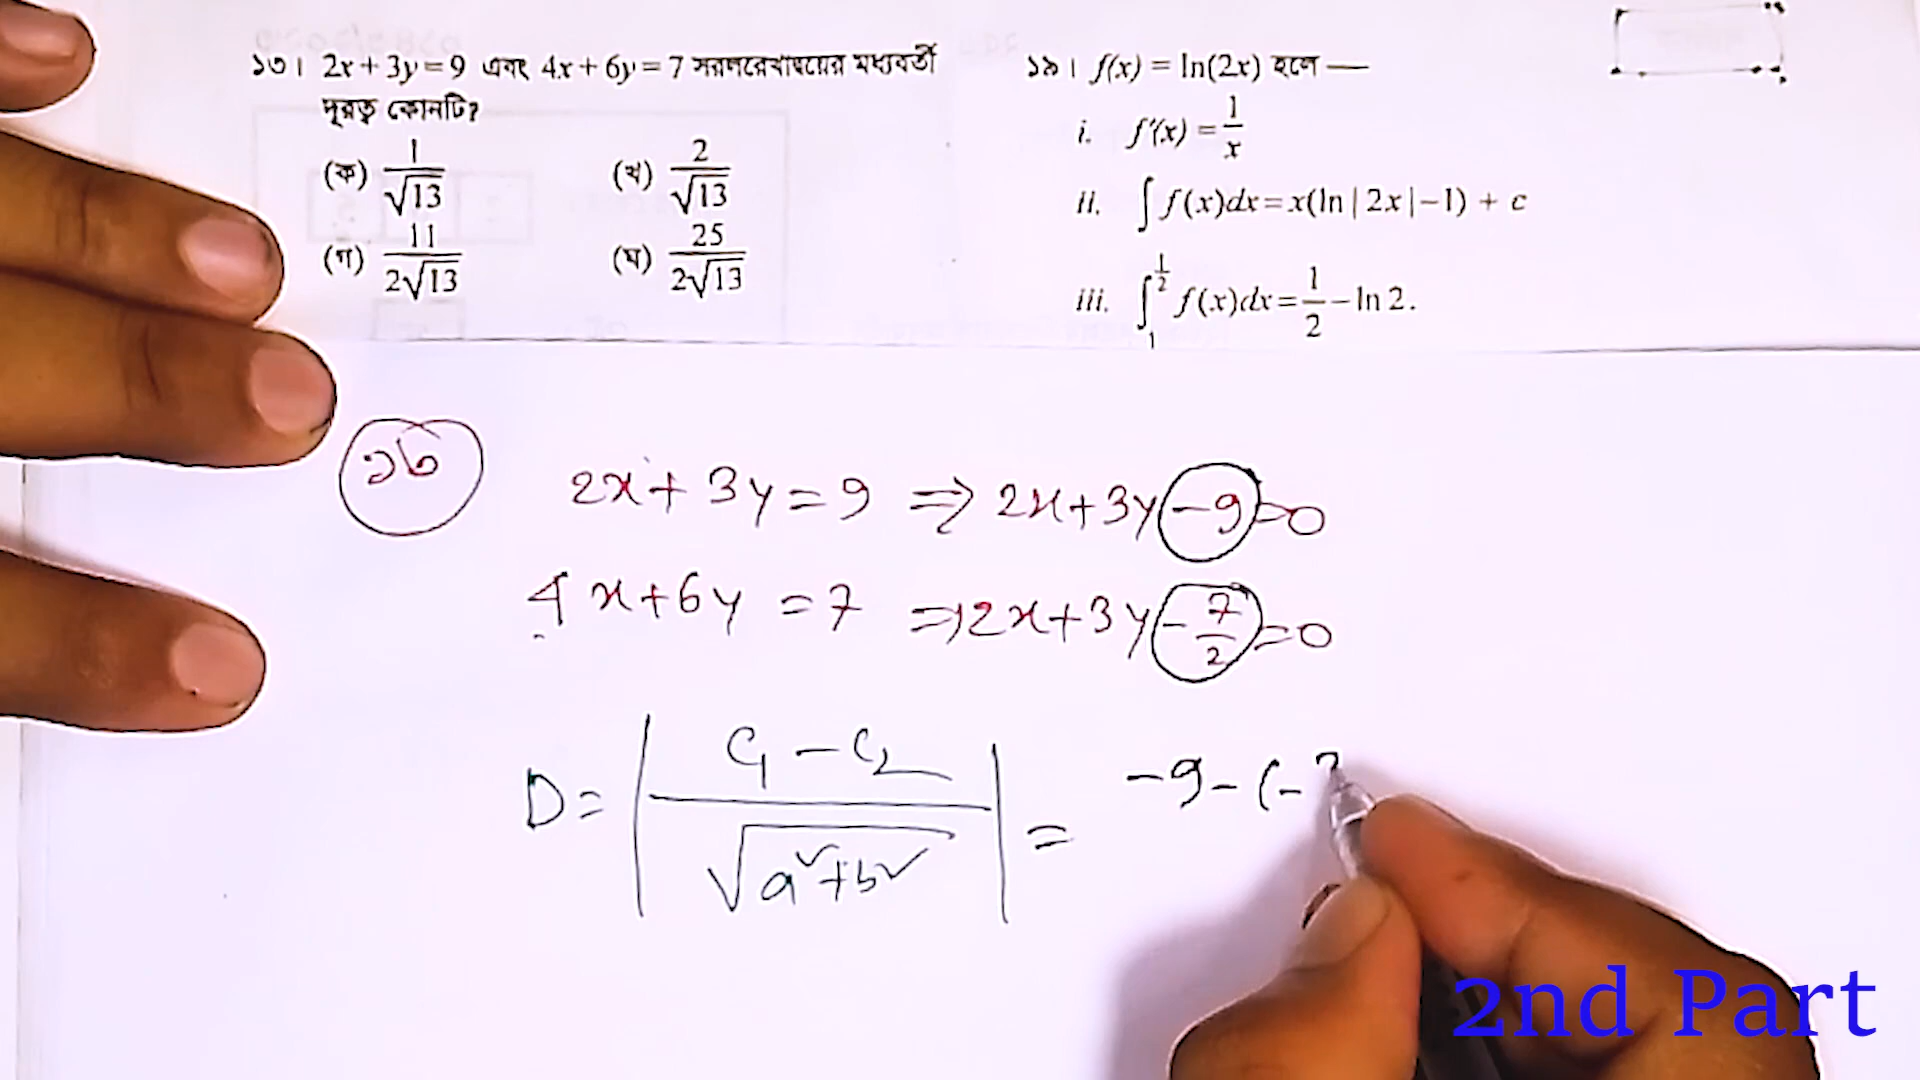 ১৩। 2x + 3y = 9 এবং 4x + 6y = 7 সরলরেখাদ্বয়ের মধ্যবর্তী
দূরত্ব কোনটি?
(ক) 1/√13 (খ) 2/√13
(গ) 11/2√13 (ঘ) 25/2√13
১৯। f(x) = ln(2x) হলে —
i. f′(x) = 1/x
ii. ∫ f(x)dx = x(ln | 2x | −1) + c
iii. ∫₁^½ f(x)dx = 1/2 − ln 2.
১৬
2x + 3y = 9 ⇒ 2x+3y−9=0
4x+6y = 7 ⇒ 2x+3y−7/2=0
D = | C₁ − C₂ / √a²+b² | = −9−(−
2nd Part